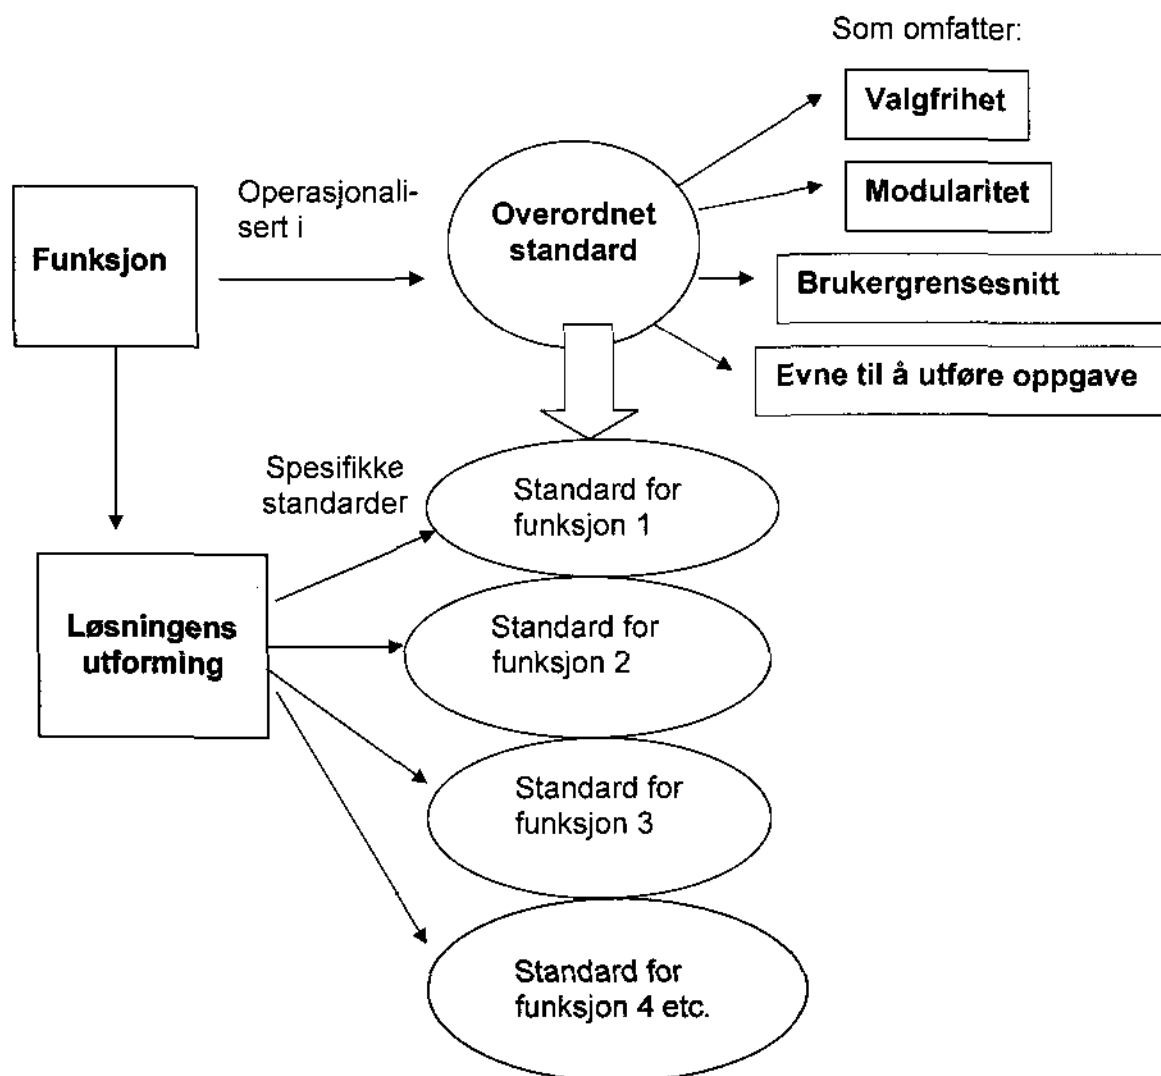 Som omfatter:
Valgfrihet
Modularitet
Brukergrensesnitt
Evne til å utføre oppgave
Operasjonali-
sert i
Funksjon
Overordnet
standard
Spesifikke
standarder
Løsningens
utforming
Standard for
funksjon 1
Standard for
funksjon 2
Standard for
funksjon 3
Standard for
funksjon 4 etc.